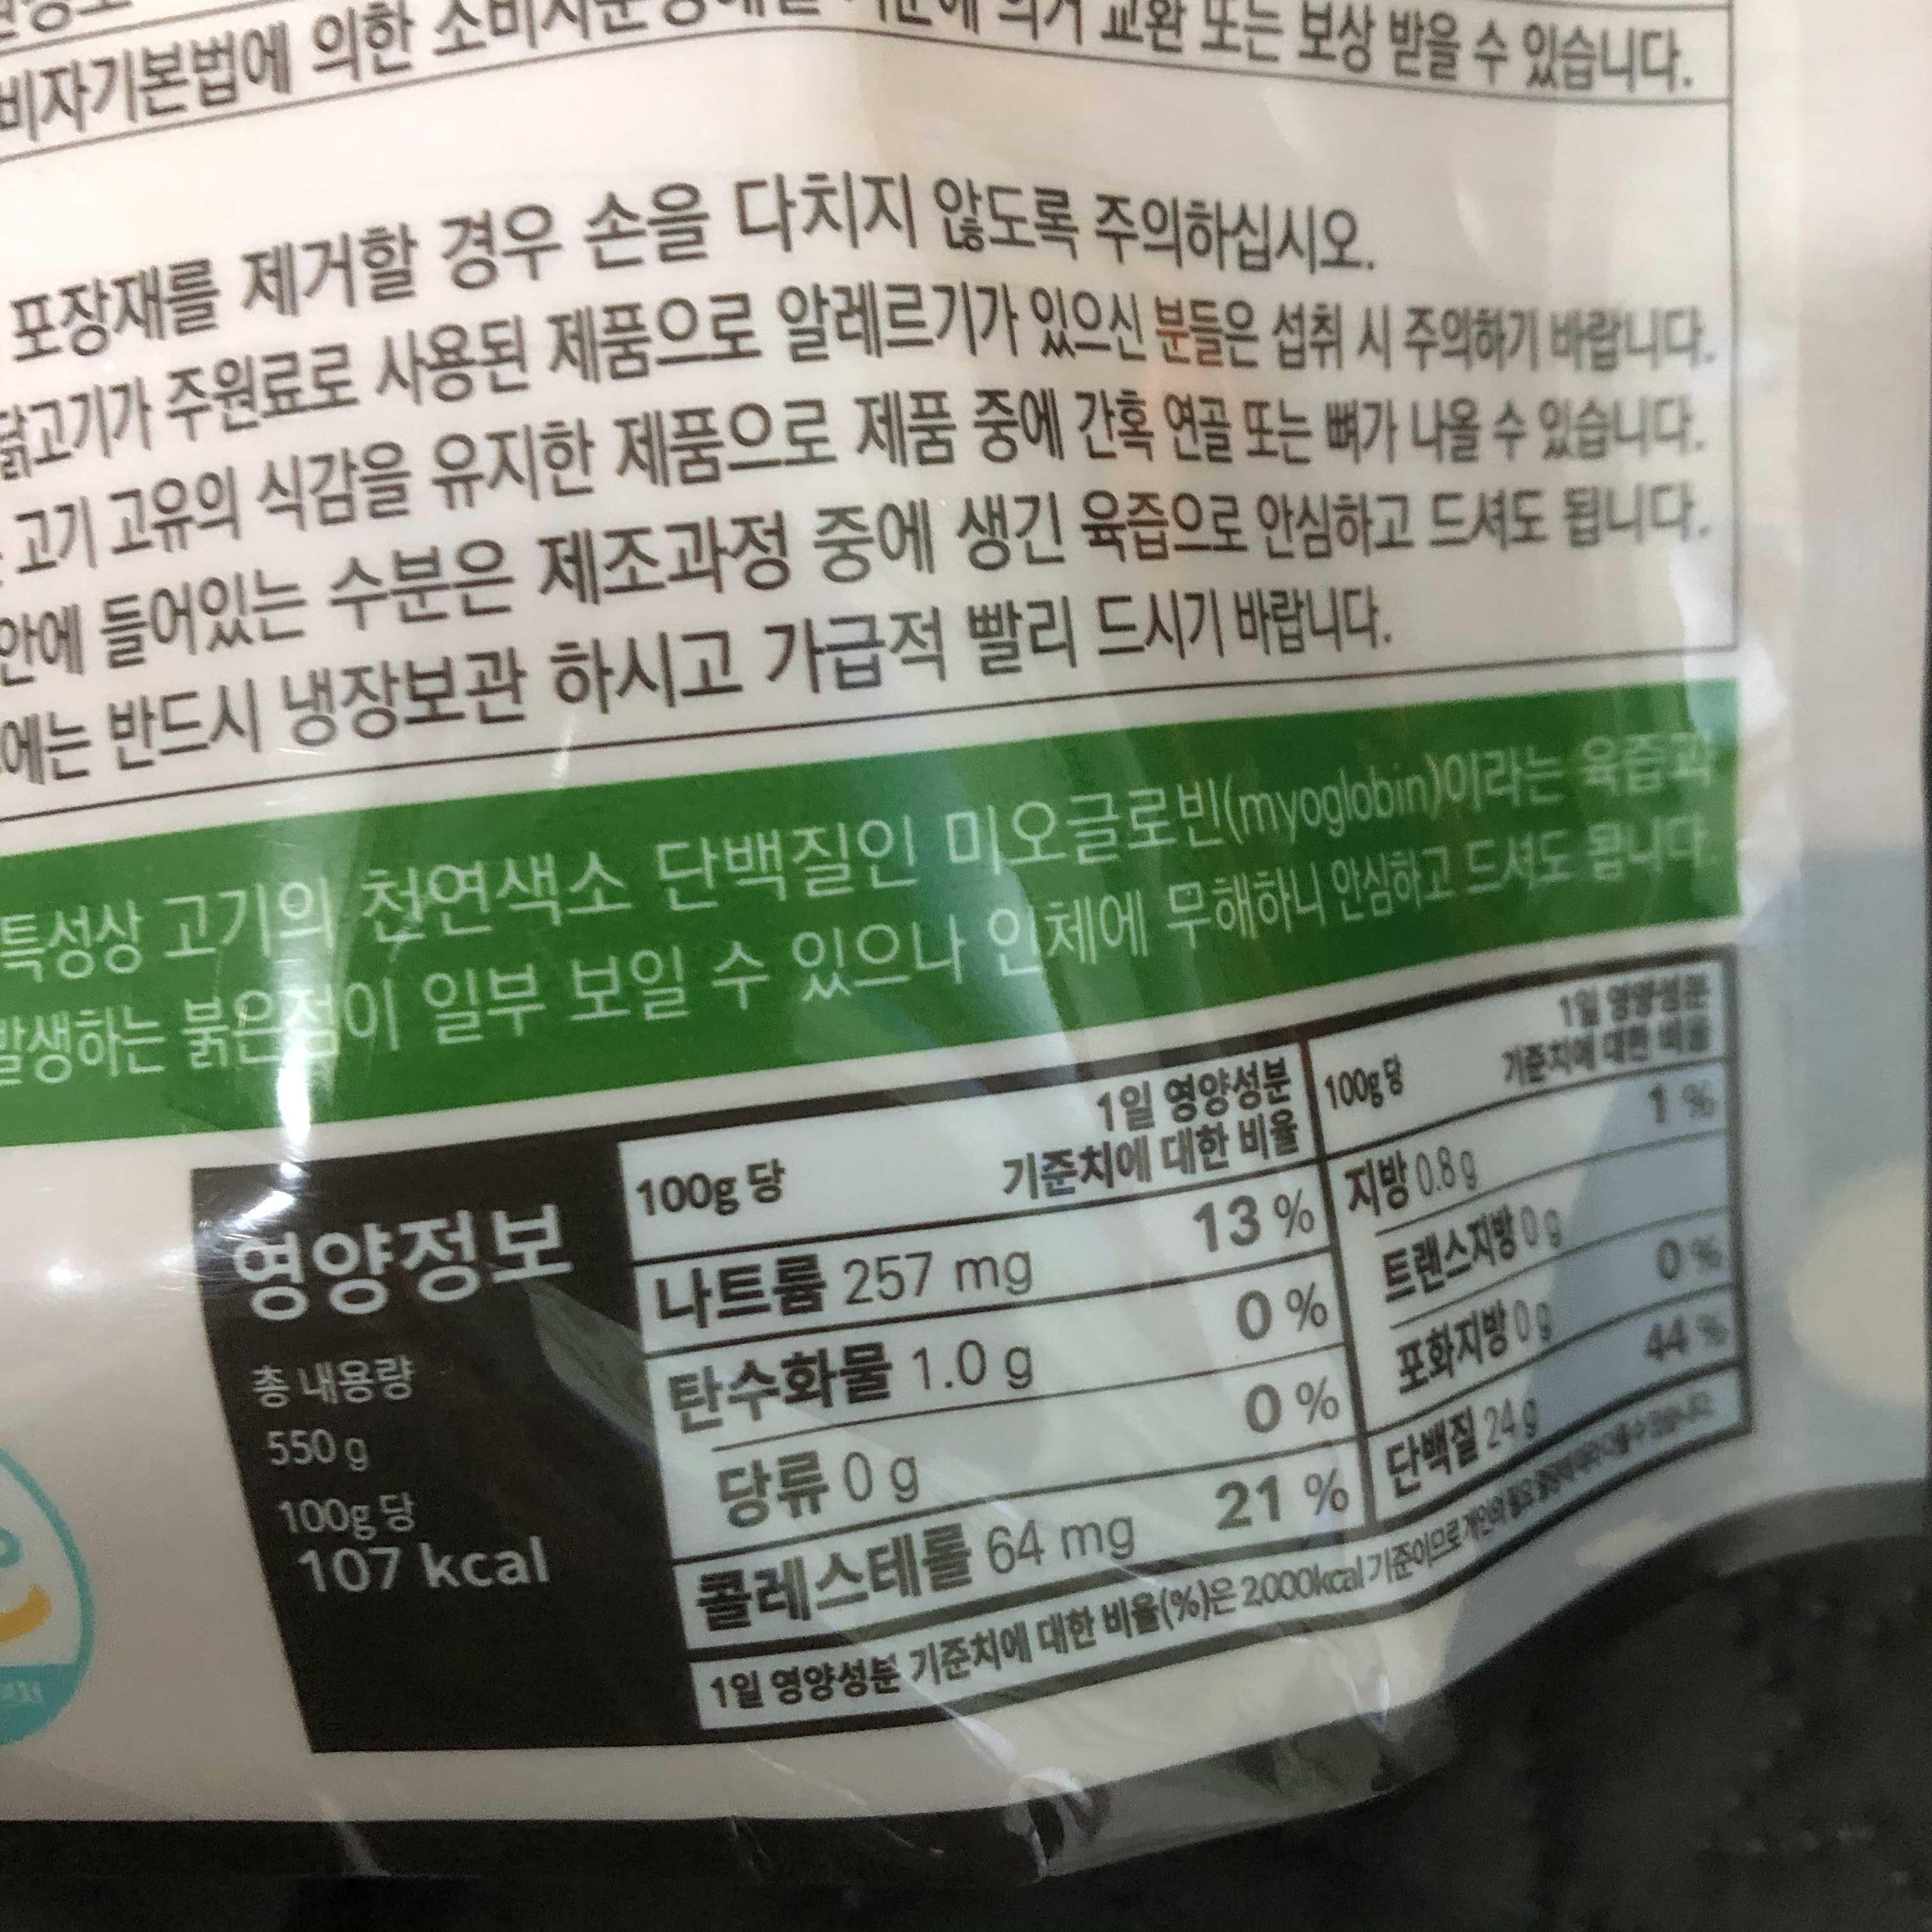 비자기본법에 의한 교환 또는 보상 받을 수 있습니다.
포장재를 제거할 경우 손을 다치지 않도록 주의하십시오.
닭고기가 주원료로 사용된 제품으로 알레르기가 있으신 분들은 섭취 시 주의하기 바랍니다.
고기 고유의 식감을 유지한 제품으로 제품 중에 간혹 연골 또는 뼈가 나올 수 있습니다.
안에 들어있는 수분은 제조과정 중에 생긴 육즙으로 안심하고 드셔도 됩니다.
에는 반드시 냉장보관 하시고 가급적 빨리 드시기 바랍니다.
특성상 고기의 천연색소 단백질인 미오글로빈(myoglobin)이라는 육즙과
발생하는 붉은점이 일부 보일 수 있으나 인체에 무해하니 안심하고 드셔도 됩니다.
영양정보
총 내용량
550 g
100g 당
107 kcal
100g 당
1일 영양성분
기준치에 대한 비율
나트륨 257 mg 13 %
탄수화물 1.0 g 0 %
당류 0 g 0 %
콜레스테롤 64 mg 21 %
100g 당
1일 영양성분
기준치에 대한 비율
지방 0.8 g 1 %
트랜스지방 0 g
포화지방 0 g 0 %
단백질 24 g 44 %
1일 영양성분 기준치에 대한 비율(%)은 2,000kcal 기준이므로 개인의 필요 열량에 따라 다를 수 있습니다.